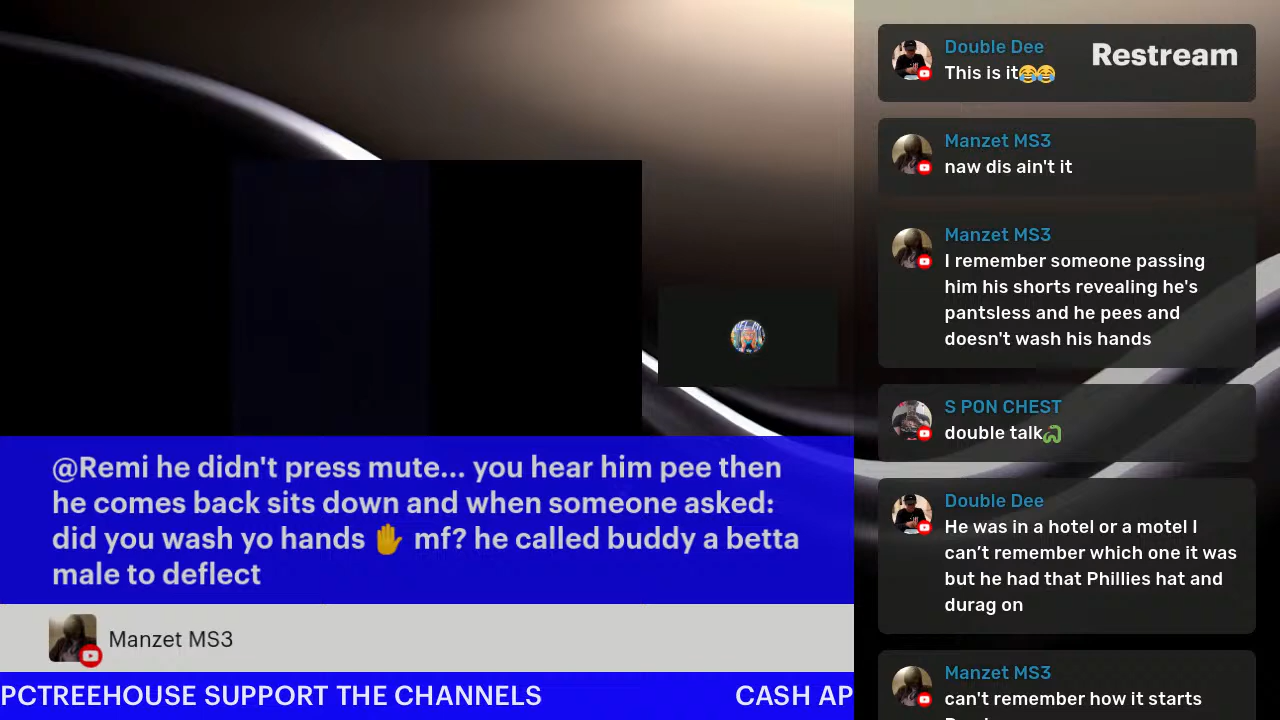 Double Dee
Restream
This is it😂😂
Manzet MS3
naw dis ain't it
Manzet MS3
I remember someone passing
him his shorts revealing he's
pantsless and he pees and
doesn't wash his hands
S PON CHEST
double talk🐍
Double Dee
He was in a hotel or a motel I
can’t remember which one it was
but he had that Phillies hat and
durag on
Manzet MS3
can't remember how it starts
@Remi he didn't press mute... you hear him pee then
he comes back sits down and when someone asked:
did you wash yo hands ✋ mf? he called buddy a betta
male to deflect
Manzet MS3
PCTREEHOUSE SUPPORT THE CHANNELS CASH AP